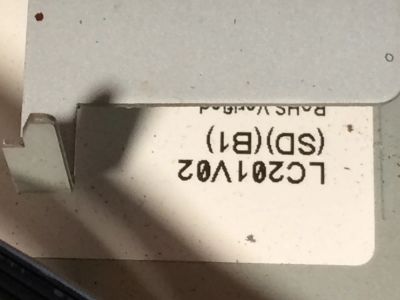 LC201V02
(SD)(B1)
RoHS Verified